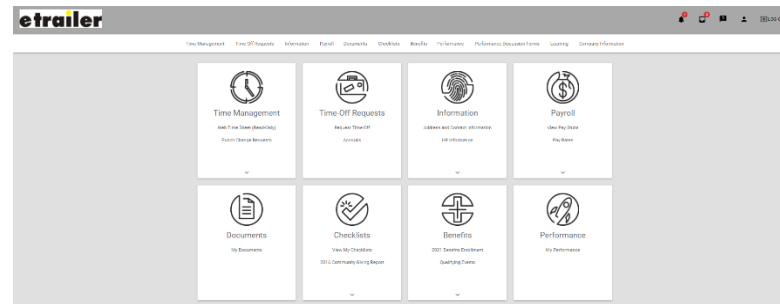 etrailer
LOG O
Time Management Time Off Requests Information Payroll Documents Checklists Benefits Performance Performance Discussion Forms Learning Company Information
Time Management Time-Off Requests Information Payroll
Web Time Sheet (Read-Only) Request Time Off Address and Contact Information View Pay Stubs
Punch Change Requests Accruals HR Information Pay Rates
Documents Checklists Benefits Performance
My Documents View My Checklists 2021 Benefits Enrollment My Performance
Community Giving Report Qualifying Events